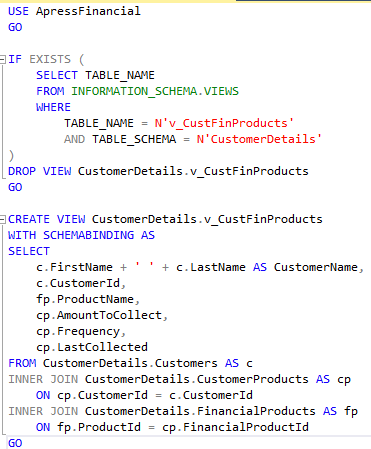 USE ApressFinancial
GO
IF EXISTS (
SELECT TABLE_NAME
FROM INFORMATION_SCHEMA.VIEWS
WHERE
TABLE_NAME = N'v_CustFinProducts'
AND TABLE_SCHEMA = N'CustomerDetails'
)
DROP VIEW CustomerDetails.v_CustFinProducts
GO
CREATE VIEW CustomerDetails.v_CustFinProducts
WITH SCHEMABINDING AS
SELECT
c.FirstName + ' ' + c.LastName AS CustomerName,
c.CustomerId,
fp.ProductName,
cp.AmountToCollect,
cp.Frequency,
cp.LastCollected
FROM CustomerDetails.Customers AS c
INNER JOIN CustomerDetails.CustomerProducts AS cp
ON cp.CustomerId = c.CustomerId
INNER JOIN CustomerDetails.FinancialProducts AS fp
ON fp.ProductId = cp.FinancialProductId
GO